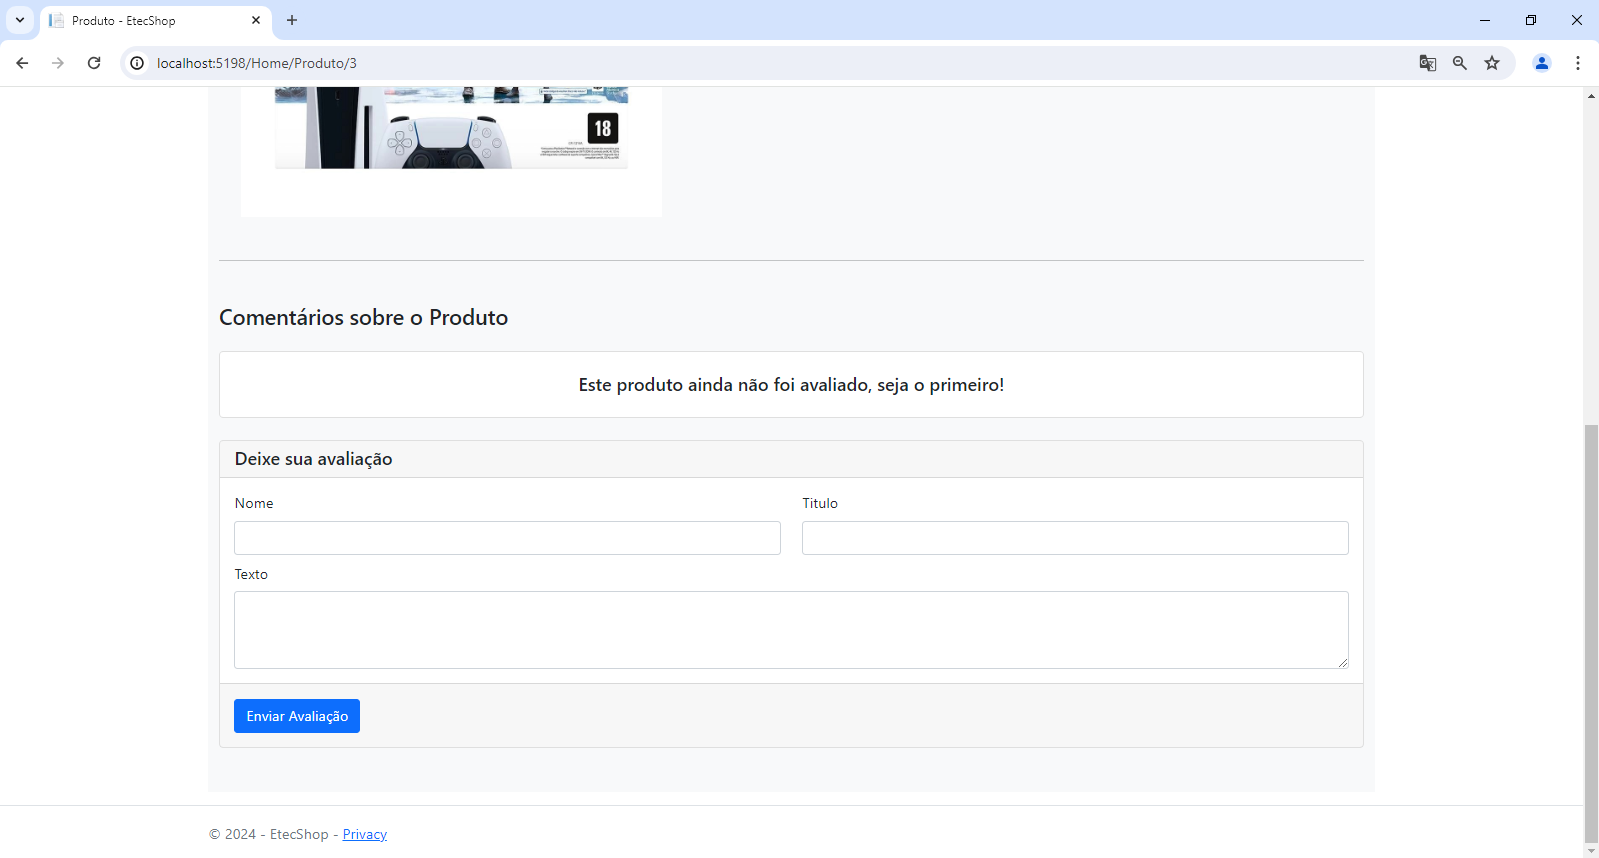 Produto - EtecShop
localhost:5198/Home/Produto/3
18
Comentários sobre o Produto
Este produto ainda não foi avaliado, seja o primeiro!
Deixe sua avaliação
Nome
Titulo
Texto
Enviar Avaliação
© 2024 - EtecShop - Privacy